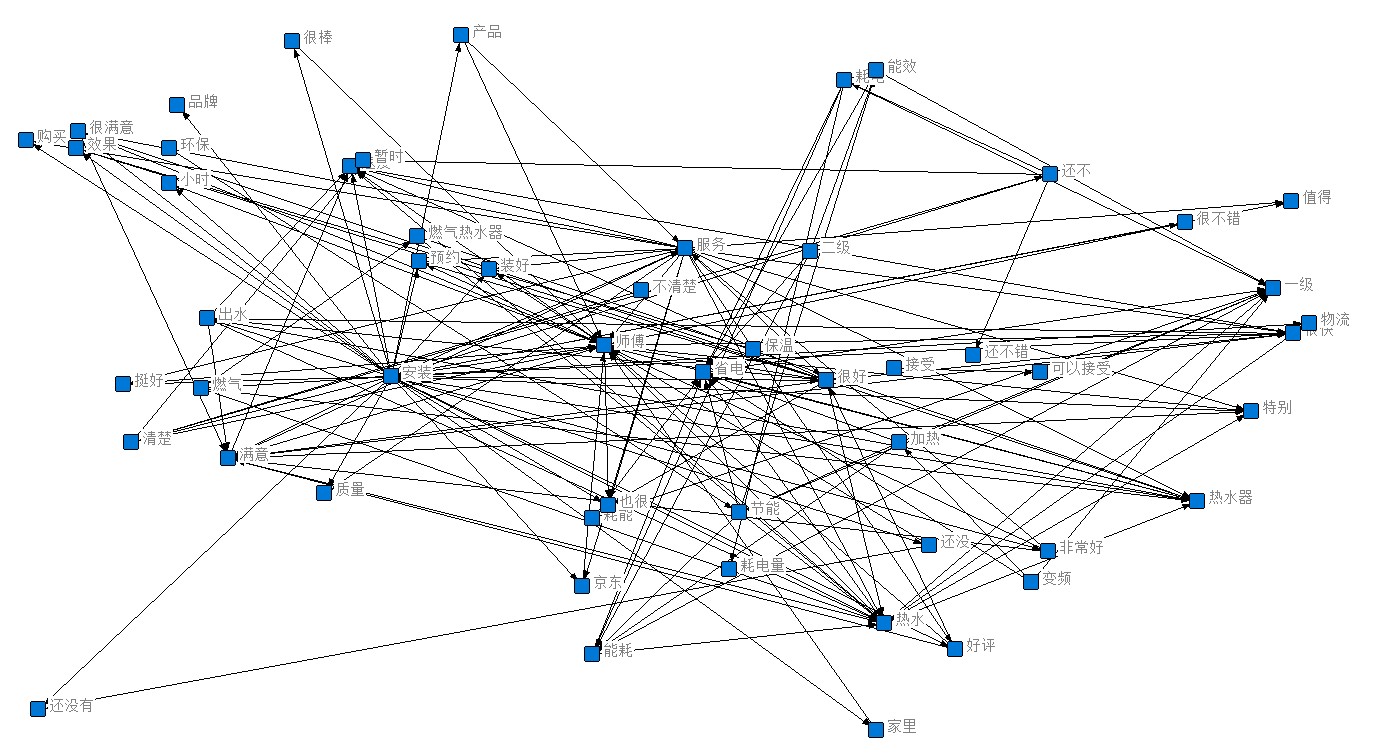 产品
很棒
能效
品牌
很满意
购买
效果
环保
暂时
小时
还不
值得
很不错
燃气热水器
服务
二级
预约
装好
不清楚
一级
出水
物流
师傅
保温
还不错
省电
接受
可以接受
安装
很好
挺好
燃气
特别
清楚
加热
满意
质量
热水器
也很
节能
耗能
还没
非常好
耗电量
京东
变频
热水
好评
能耗
还没有
家里